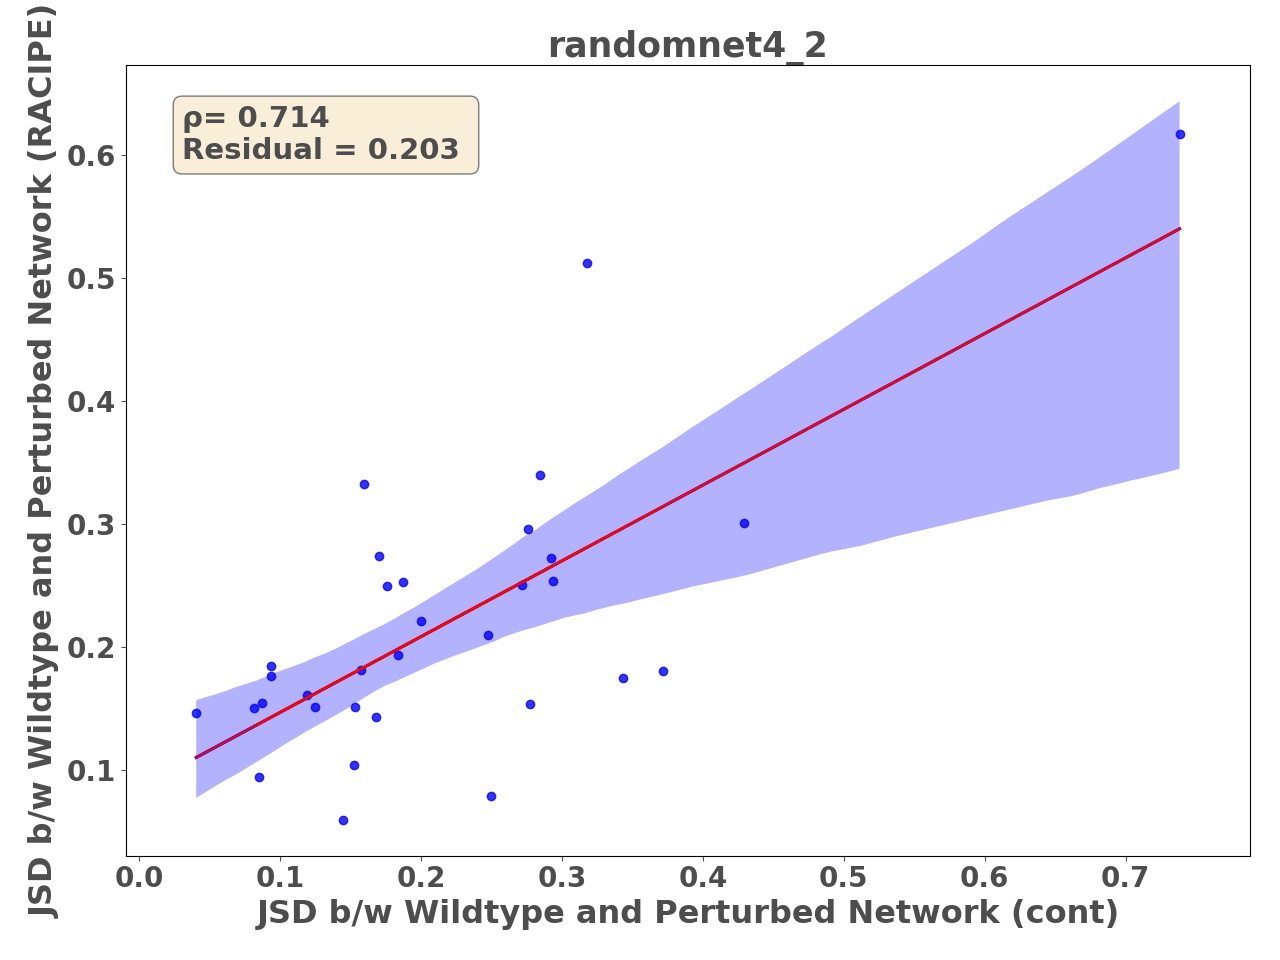 randomnet4_2
ρ= 0.714
Residual = 0.203
JSD b/w Wildtype and Perturbed Network (RACIPE)
0.6
0.5
0.4
0.3
0.2
0.1
0.0 0.1 0.2 0.3 0.4 0.5 0.6 0.7
JSD b/w Wildtype and Perturbed Network (cont)